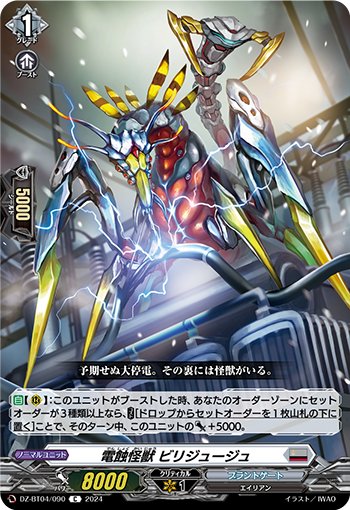 1
グレード
ブースト
5000
シールド
予期せぬ大停電。その裏には怪獣がいる。
自【R】：このユニットがブーストした時、あなたのオーダーゾーンにセット
オーダーが３種類以上なら、【ドロップからセットオーダーを１枚山札の下に
置く】ことで、そのターン中、このユニットの+5000。
ノーマルユニット
電蝕怪獣 ビリジュージュ
パワー
8000
クリティカル
1
ブラントゲート
エイリアン
DZ-BT04/090 C 2024
イラスト／IWAO